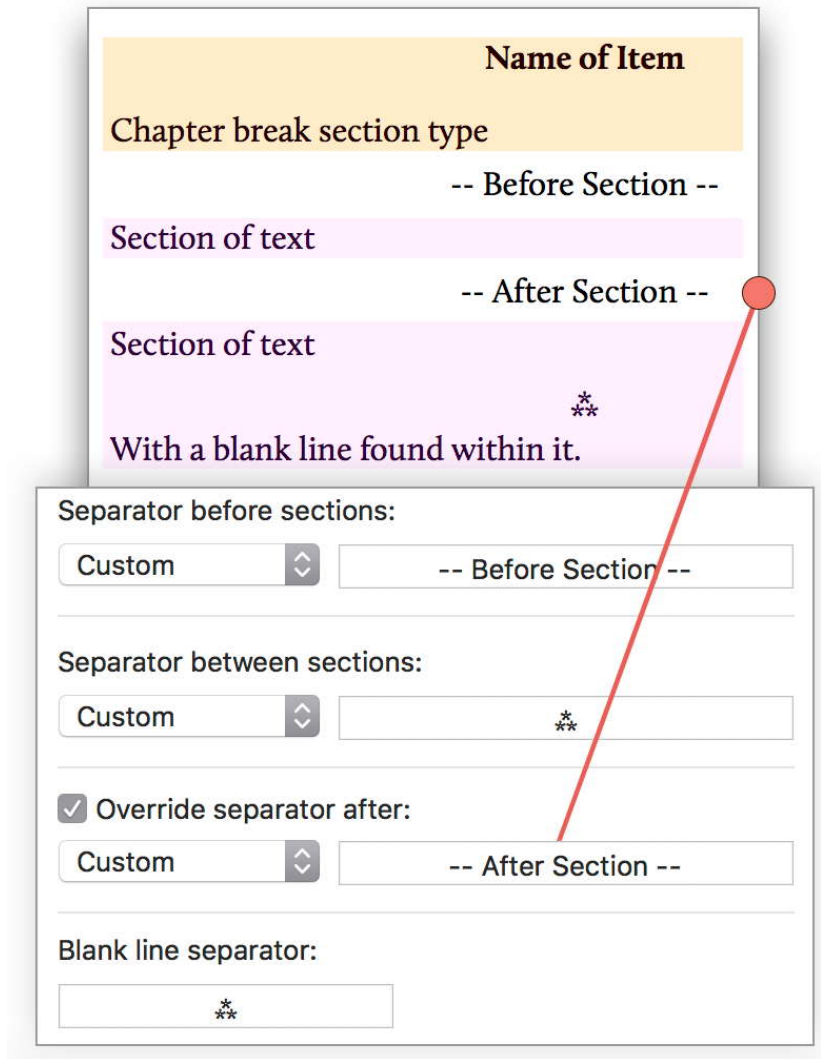 Name of Item
Chapter break section type
-- Before Section --
Section of text
-- After Section --
Section of text
⁂
With a blank line found within it.
Separator before sections:
Custom
-- Before Section --
Separator between sections:
Custom
⁂
Override separator after:
Custom
-- After Section --
Blank line separator:
⁂